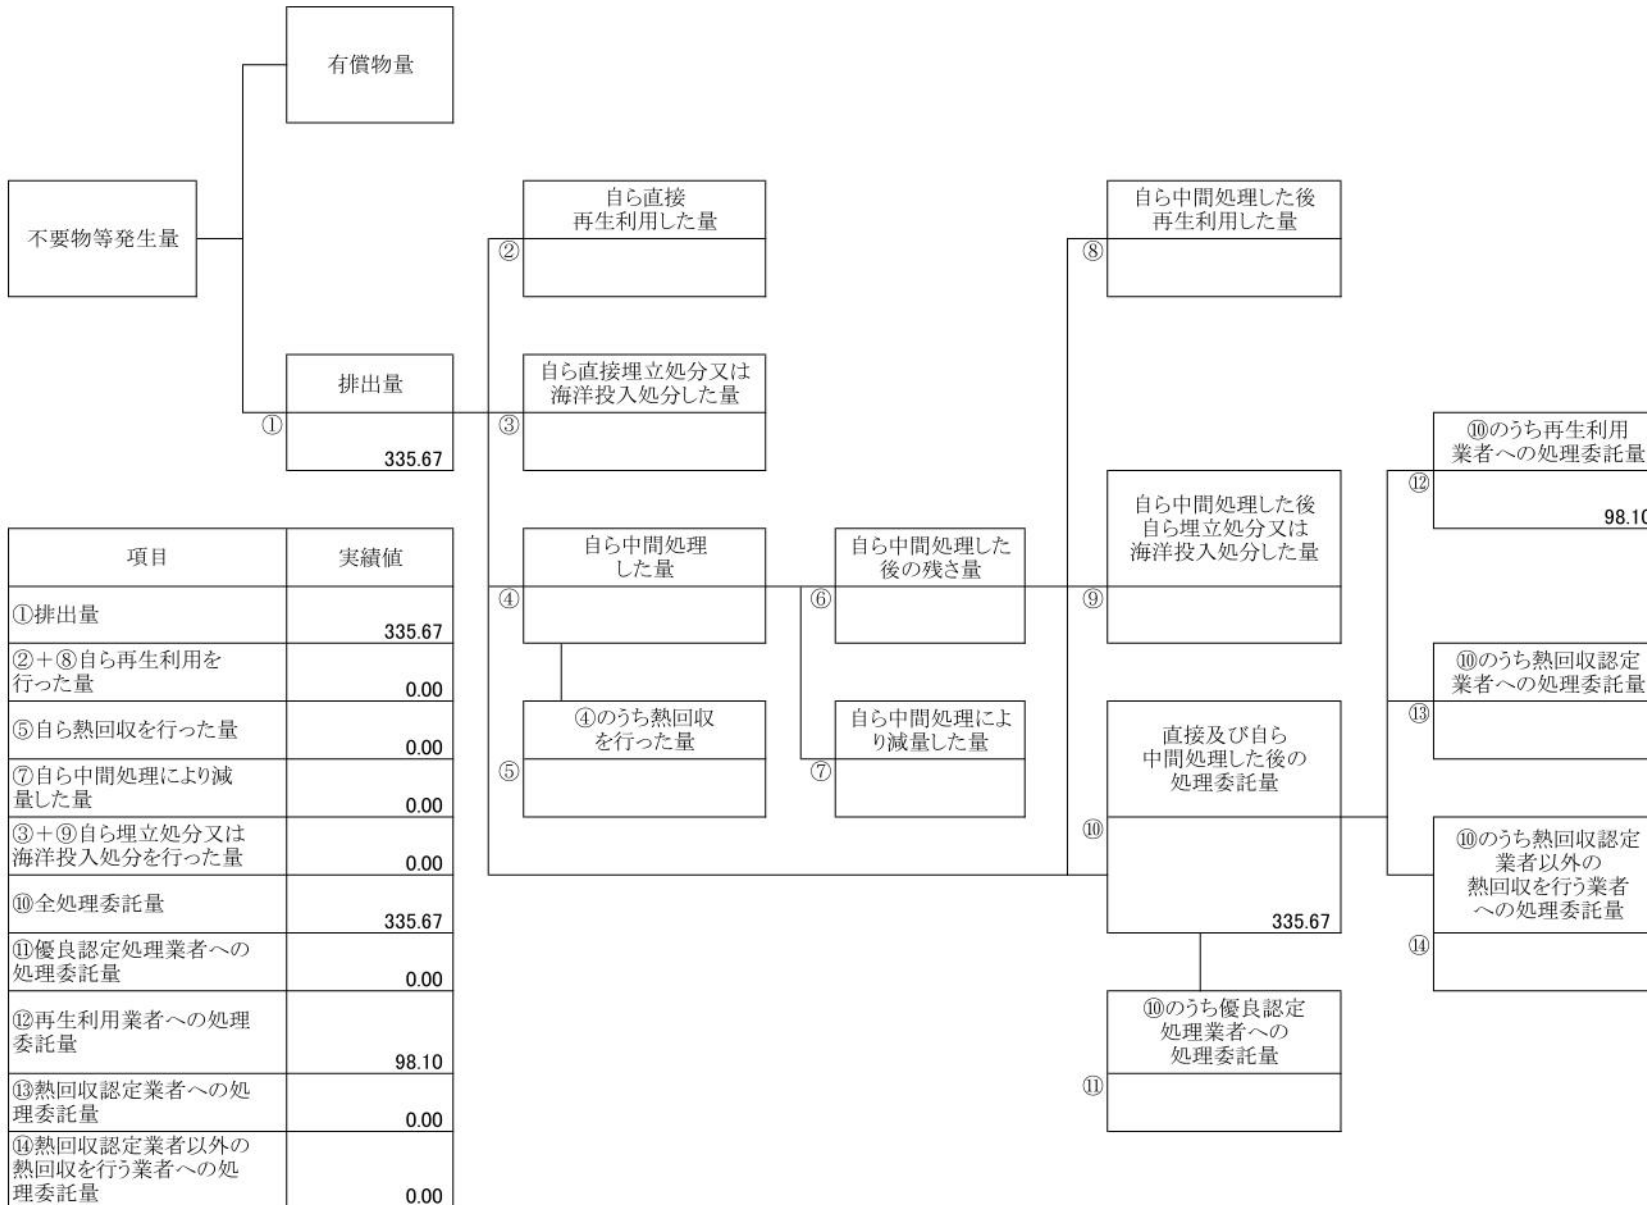 有償物量
不要物等発生量
自ら直接
再生利用した量
②
自ら中間処理した後
再生利用した量
⑧
排出量
①
335.67
自ら直接埋立処分又は
海洋投入処分した量
③
⑩のうち再生利用
業者への処理委託量
⑫
98.10
自ら中間処理
した量
④
自ら中間処理した
後の残さ量
⑥
自ら中間処理した後
自ら埋立処分又は
海洋投入処分した量
⑨
⑩のうち熱回収認定
業者への処理委託量
⑬
④のうち熱回収
を行った量
⑤
自ら中間処理によ
り減量した量
⑦
直接及び自ら
中間処理した後の
処理委託量
⑩
335.67
⑩のうち熱回収認定
業者以外の
熱回収を行う業者
への処理委託量
⑭
⑩のうち優良認定
処理業者への
処理委託量
⑪
項目 実績値
①排出量
335.67
②＋⑧自ら再生利用を
行った量
0.00
⑤自ら熱回収を行った量
0.00
⑦自ら中間処理により減
量した量
0.00
③＋⑨自ら埋立処分又は
海洋投入処分を行った量
0.00
⑩全処理委託量
335.67
⑪優良認定処理業者への
処理委託量
0.00
⑫再生利用業者への処理
委託量
98.10
⑬熱回収認定業者への処
理委託量
0.00
⑭熱回収認定業者以外の
熱回収を行う業者への処
理委託量
0.00